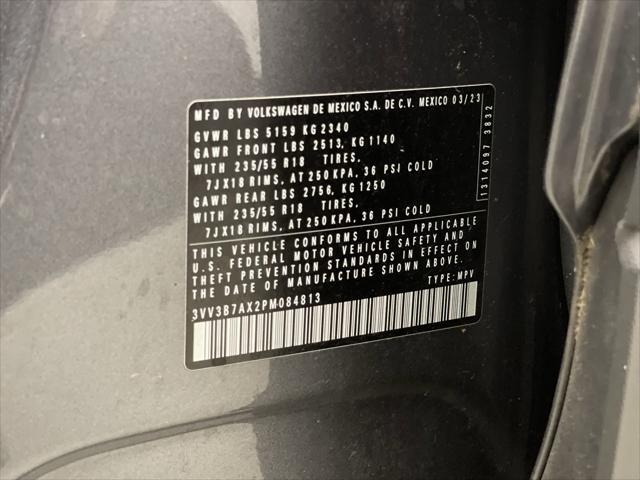 MFD BY VOLKSWAGEN DE MEXICO S.A. DE C.V. MEXICO 03/23
GVWR LBS 5159 KG 2340
GAWR FRONT LBS 2513, KG 1140
WITH 235/55 R18 TIRES,
7JX18 RIMS, AT 250 KPA, 36 PSI COLD
GAWR REAR LBS 2756, KG 1250
WITH 235/55 R18 TIRES,
7JX18 RIMS, AT 250 KPA, 36 PSI COLD
THIS VEHICLE CONFORMS TO ALL APPLICABLE
U.S. FEDERAL MOTOR VEHICLE SAFETY AND
THEFT PREVENTION STANDARDS IN EFFECT ON
THE DATE OF MANUFACTURE SHOWN ABOVE.
3VV3B7AX2PM084813 TYPE: MPV
1314097 3832